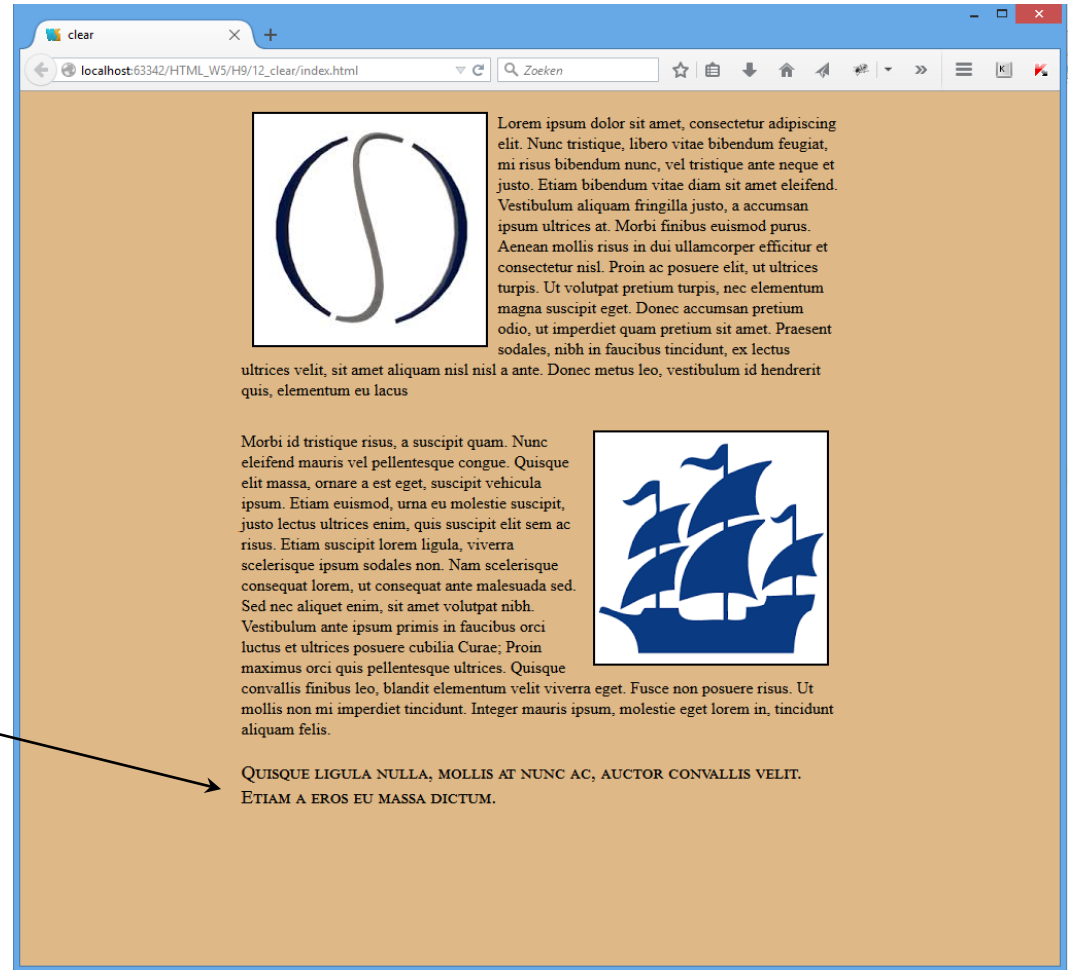 clear
localhost:63342/HTML_W5/H9/12_clear/index.html
Zoeken
K
Lorem ipsum dolor sit amet, consectetur adipiscing
elit. Nunc tristique, libero vitae bibendum feugiat,
mi risus bibendum nunc, vel tristique ante neque et
justo. Etiam bibendum vitae diam sit amet eleifend.
Vestibulum aliquam fringilla justo, a accumsan
ipsum ultrices at. Morbi finibus euismod purus.
Aenean mollis risus in dui ullamcorper efficitur et
consectetur nisl. Proin ac posuere elit, ut ultrices
turpis. Ut volutpat pretium turpis, nec elementum
magna suscipit eget. Donec accumsan pretium
odio, ut imperdiet quam pretium sit amet. Praesent
sodales, nibh in faucibus tincidunt, ex lectus
ultrices velit, sit amet aliquam nisl nisl a ante. Donec metus leo, vestibulum id hendrerit
quis, elementum eu lacus
Morbi id tristique risus, a suscipit quam. Nunc
eleifend mauris vel pellentesque congue. Quisque
elit massa, ornare a est eget, suscipit vehicula
ipsum. Etiam euismod, urna eu molestie suscipit,
justo lectus ultrices enim, quis suscipit elit sem ac
risus. Etiam suscipit lorem ligula, viverra
scelerisque ipsum sodales non. Nam scelerisque
consequat lorem, ut consequat ante malesuada sed.
Sed nec aliquet enim, sit amet volutpat nibh.
Vestibulum ante ipsum primis in faucibus orci
luctus et ultrices posuere cubilia Curae; Proin
maximus orci quis pellentesque ultrices. Quisque
convallis finibus leo, blandit elementum velit viverra eget. Fusce non posuere risus. Ut
mollis non mi imperdiet tincidunt. Integer mauris ipsum, molestie eget lorem in, tincidunt
aliquam felis.
Quisque ligula nulla, mollis at nunc ac, auctor convallis velit.
Etiam a eros eu massa dictum.